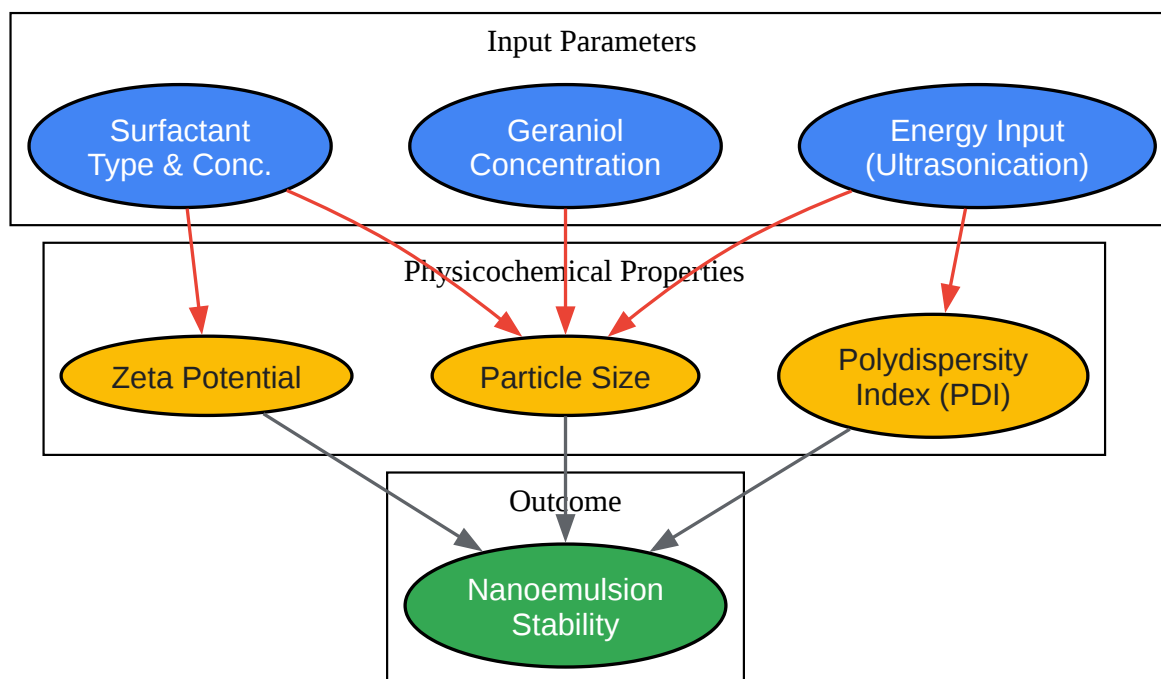 Input Parameters
Surfactant
Type & Conc.
Geraniol
Concentration
Energy Input
(Ultrasonication)
Physicochemical Properties
Zeta Potential
Particle Size
Polydispersity
Index (PDI)
Outcome
Nanoemulsion
Stability